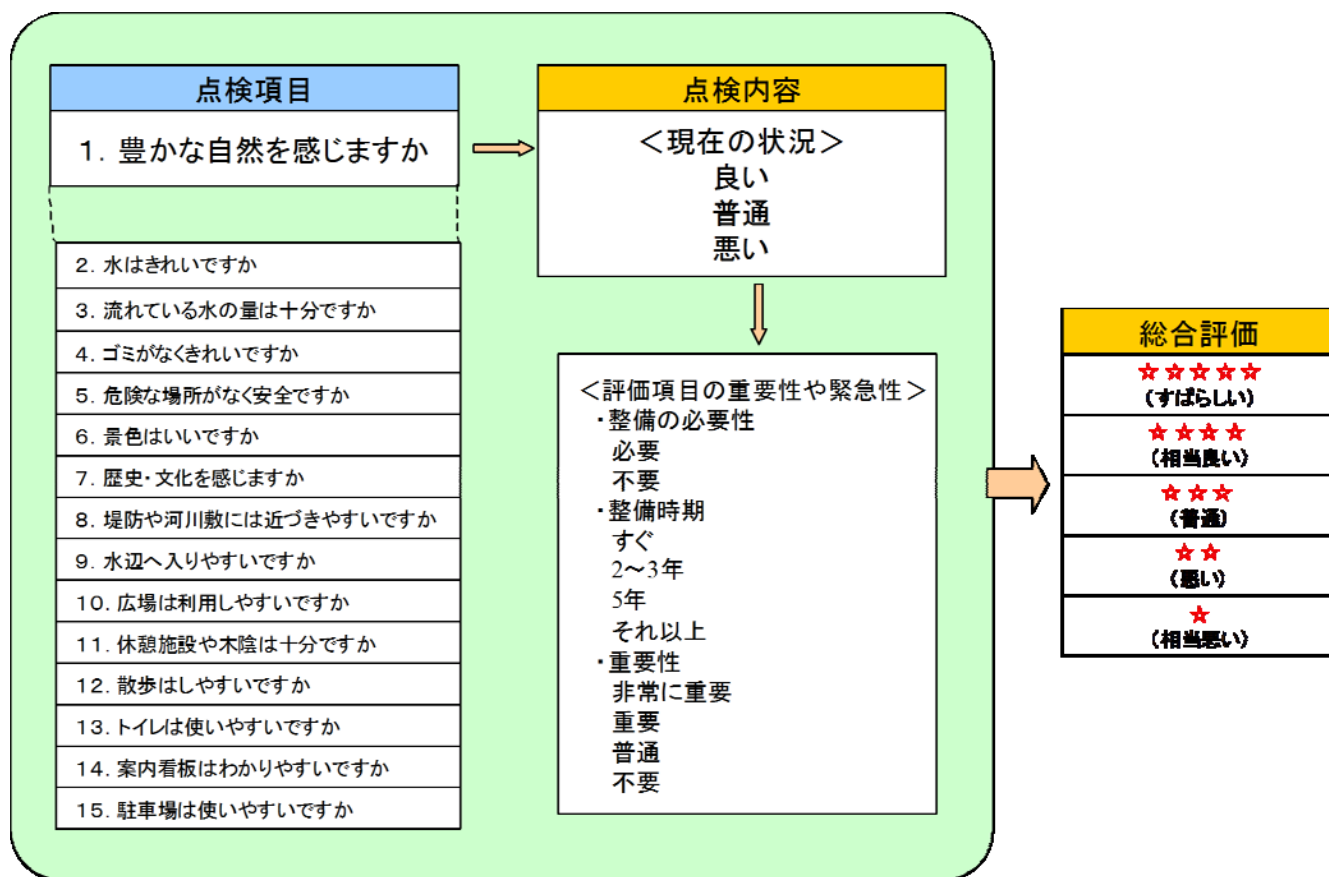 点検項目
1．豊かな自然を感じますか
2．水はきれいですか
3．流れている水の量は十分ですか
4．ゴミがなくきれいですか
5．危険な場所がなく安全ですか
6．景色はいいですか
7．歴史・文化を感じますか
8．堤防や河川敷には近づきやすいですか
9．水辺へ入りやすいですか
10．広場は利用しやすいですか
11．休憩施設や木陰は十分ですか
12．散歩はしやすいですか
13．トイレは使いやすいですか
14．案内看板はわかりやすいですか
15．駐車場は使いやすいですか
点検内容
＜現在の状況＞
良い
普通
悪い
＜評価項目の重要性や緊急性＞
・整備の必要性
必要
不要
・整備時期
すぐ
2～3年
5年
それ以上
・重要性
非常に重要
重要
普通
不要
総合評価
☆☆☆☆☆
（すばらしい）
☆☆☆☆
（相当良い）
☆☆☆
（普通）
☆☆
（悪い）
☆
（相当悪い）